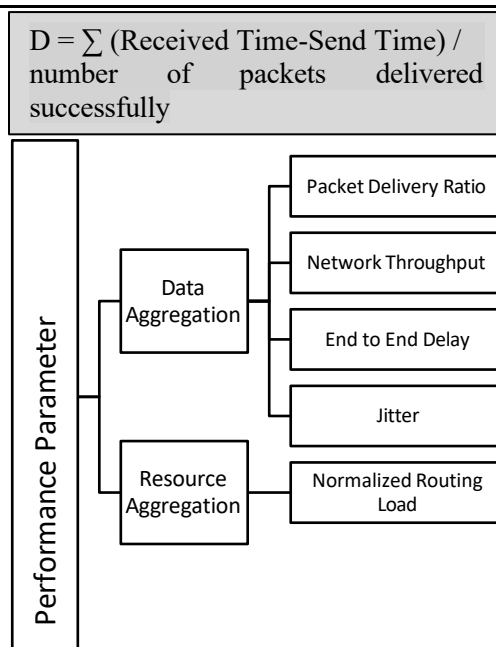 D = ∑ (Received Time-Send Time) /
number of packets delivered
successfully
Performance Parameter
Data
Aggregation
Packet Delivery Ratio
Network Throughput
End to End Delay
Jitter
Resource
Aggregation
Normalized Routing
Load